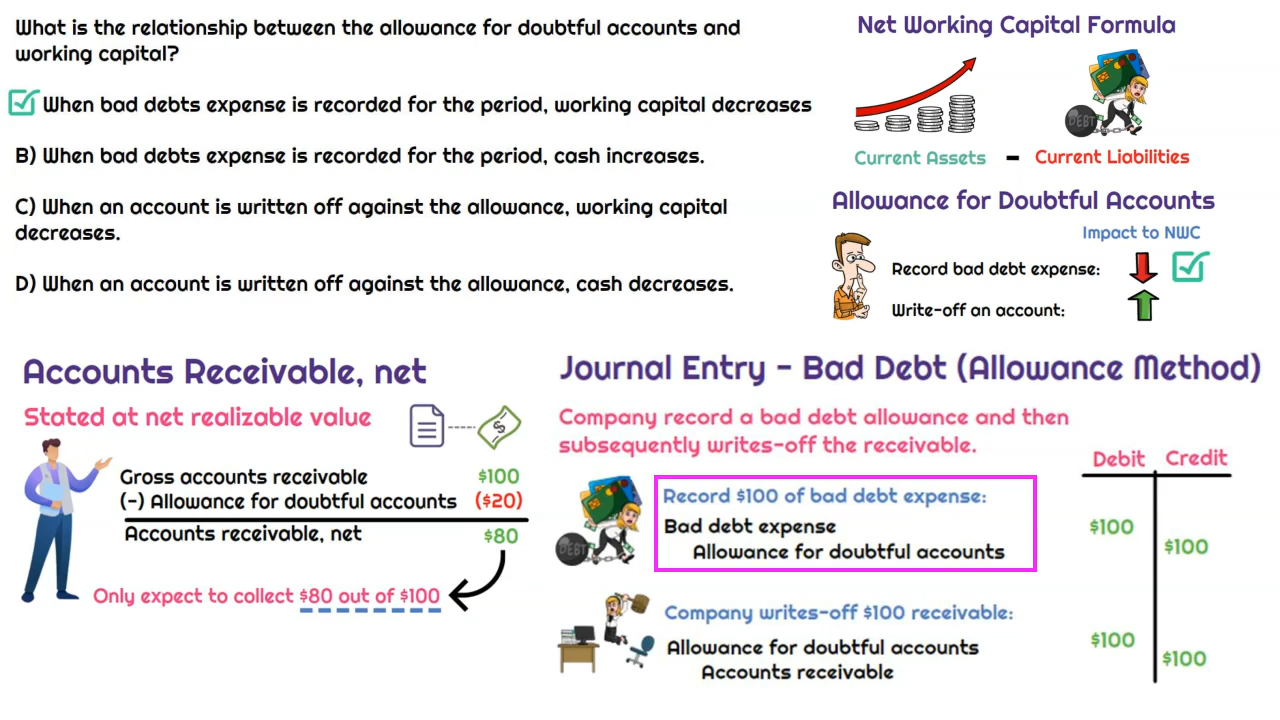 What is the relationship between the allowance for doubtful accounts and
working capital?
When bad debts expense is recorded for the period, working capital decreases
B) When bad debts expense is recorded for the period, cash increases.
C) When an account is written off against the allowance, working capital
decreases.
D) When an account is written off against the allowance, cash decreases.
Net Working Capital Formula
DEBT
Current Assets - Current Liabilities
Allowance for Doubtful Accounts
Impact to NWC
Record bad debt expense:
Write-off an account:
Accounts Receivable, net
Stated at net realizable value
$
Gross accounts receivable $100
(-) Allowance for doubtful accounts ($20)
Accounts receivable, net $80
Only expect to collect $80 out of $100
Journal Entry - Bad Debt (Allowance Method)
Company record a bad debt allowance and then
subsequently writes-off the receivable.
Debit Credit
DEBT
Record $100 of bad debt expense:
Bad debt expense $100
Allowance for doubtful accounts $100
Company writes-off $100 receivable:
Allowance for doubtful accounts $100
Accounts receivable $100